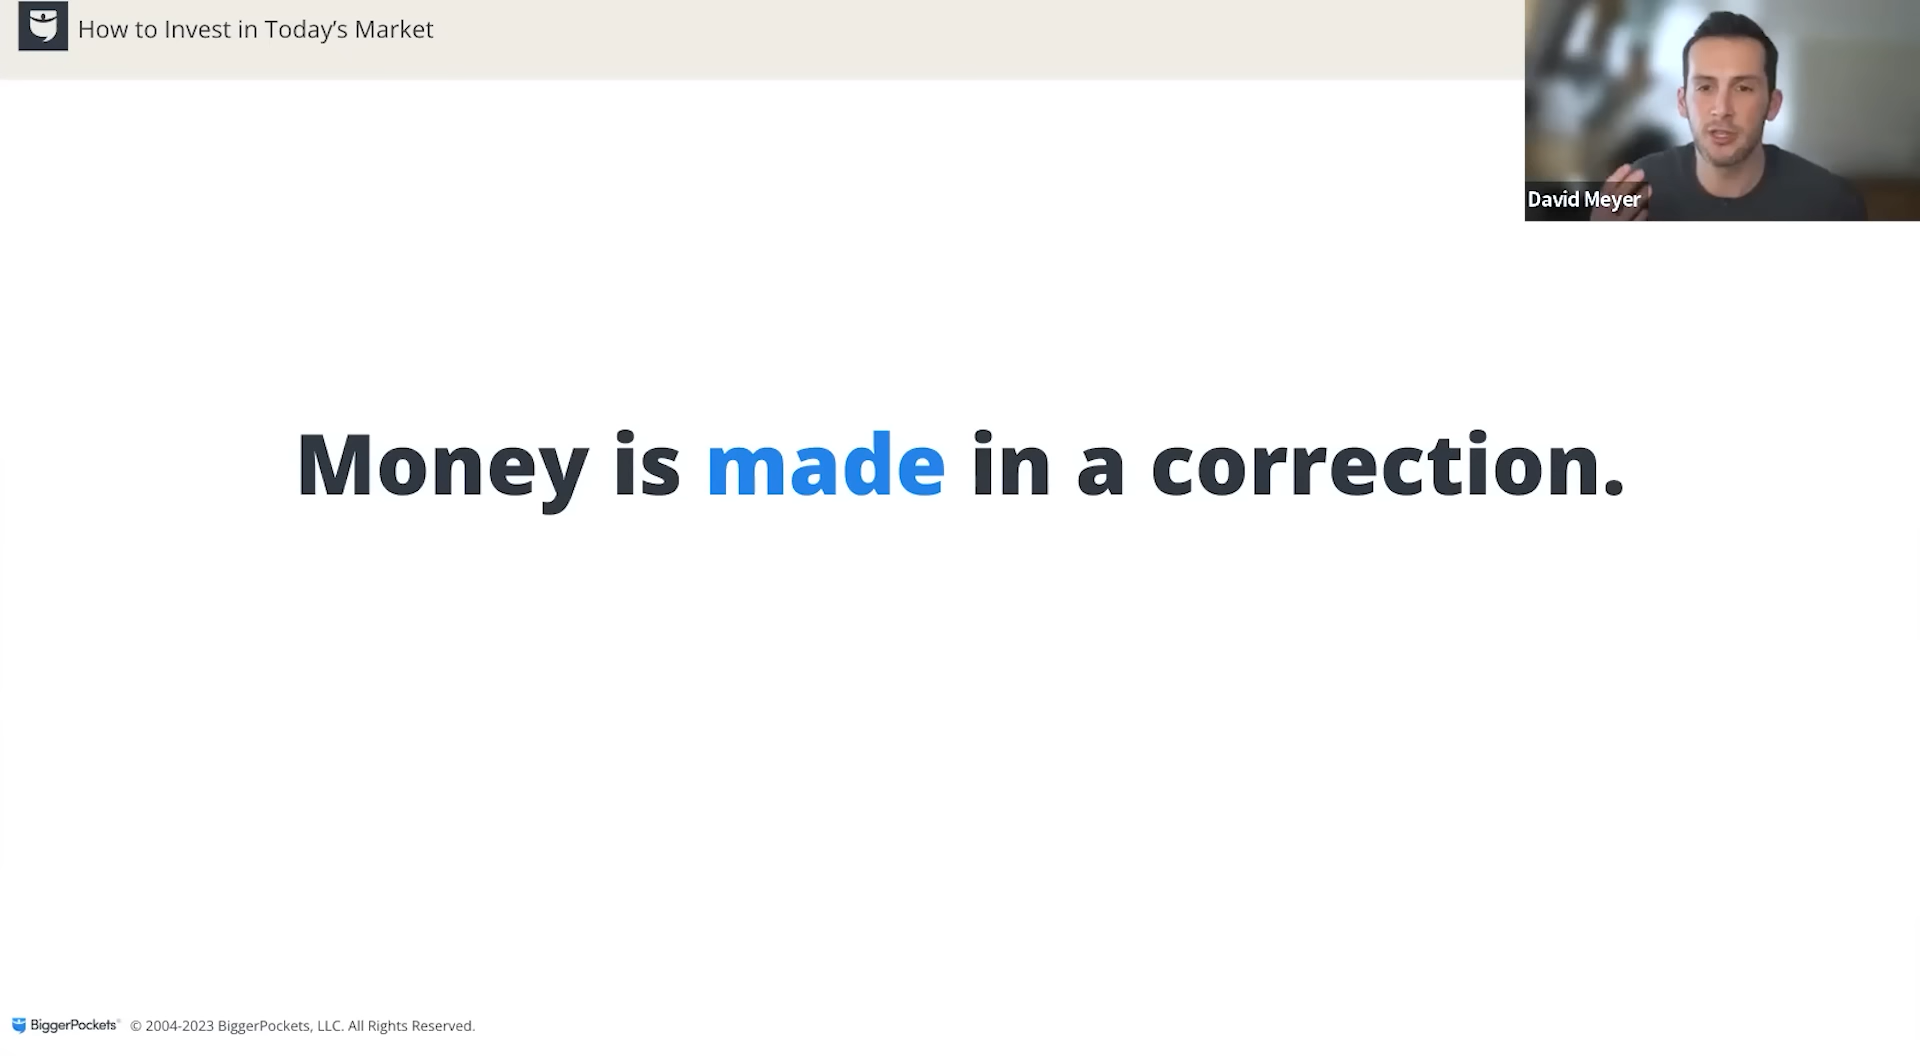 How to Invest in Today's Market
David Meyer
Money is made in a correction.
BiggerPockets® © 2004-2023 BiggerPockets, LLC. All Rights Reserved.